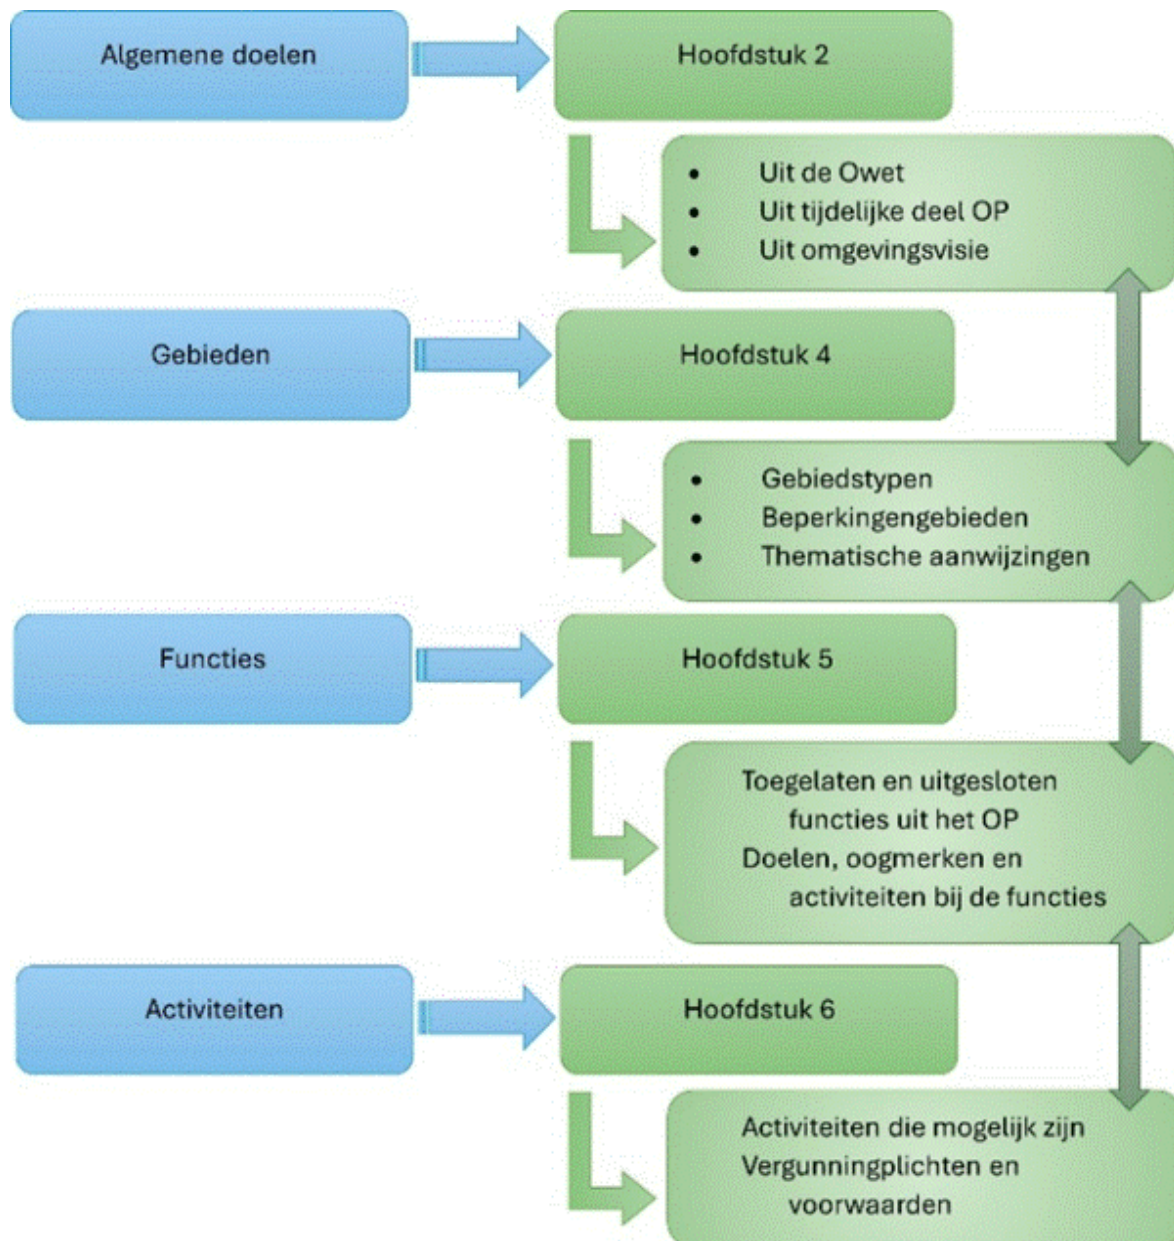 Algemene doelen
Hoofdstuk 2
• Uit de Owet
• Uit tijdelijke deel OP
• Uit omgevingsvisie
Gebieden
Hoofdstuk 4
• Gebiedstypen
• Beperkingengebieden
• Thematische aanwijzingen
Functies
Hoofdstuk 5
Toegelaten en uitgesloten
functies uit het OP
Doelen, oogmerken en
activiteiten bij de functies
Activiteiten
Hoofdstuk 6
Activiteiten die mogelijk zijn
Vergunningplichten en
voorwaarden